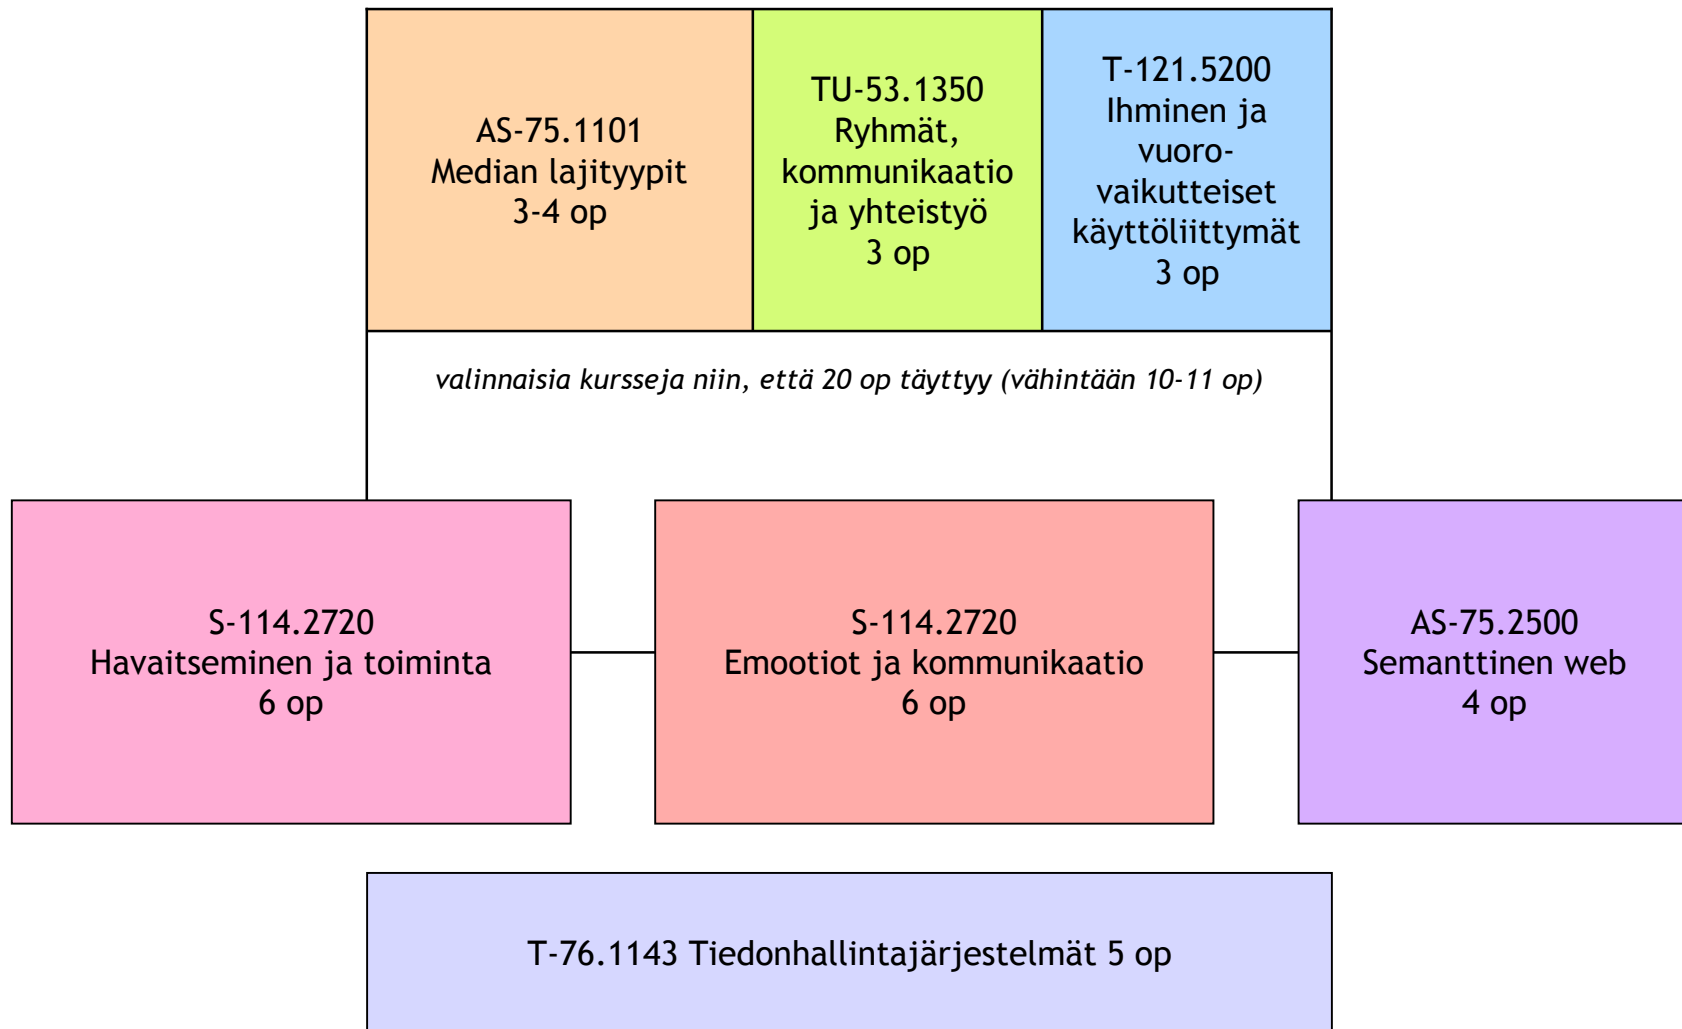 AS-75.1101
Median lajityypit
3-4 op
TU-53.1350
Ryhmät,
kommunikaatio
ja yhteistyö
3 op
T-121.5200
Ihminen ja
vuoro-
vaikutteiset
käyttöliittymät
3 op
valinnaisia kursseja niin, että 20 op täyttyy (vähintään 10-11 op)
S-114.2720
Havaitseminen ja toiminta
6 op
S-114.2720
Emootiot ja kommunikaatio
6 op
AS-75.2500
Semanttinen web
4 op
T-76.1143 Tiedonhallintajärjestelmät 5 op